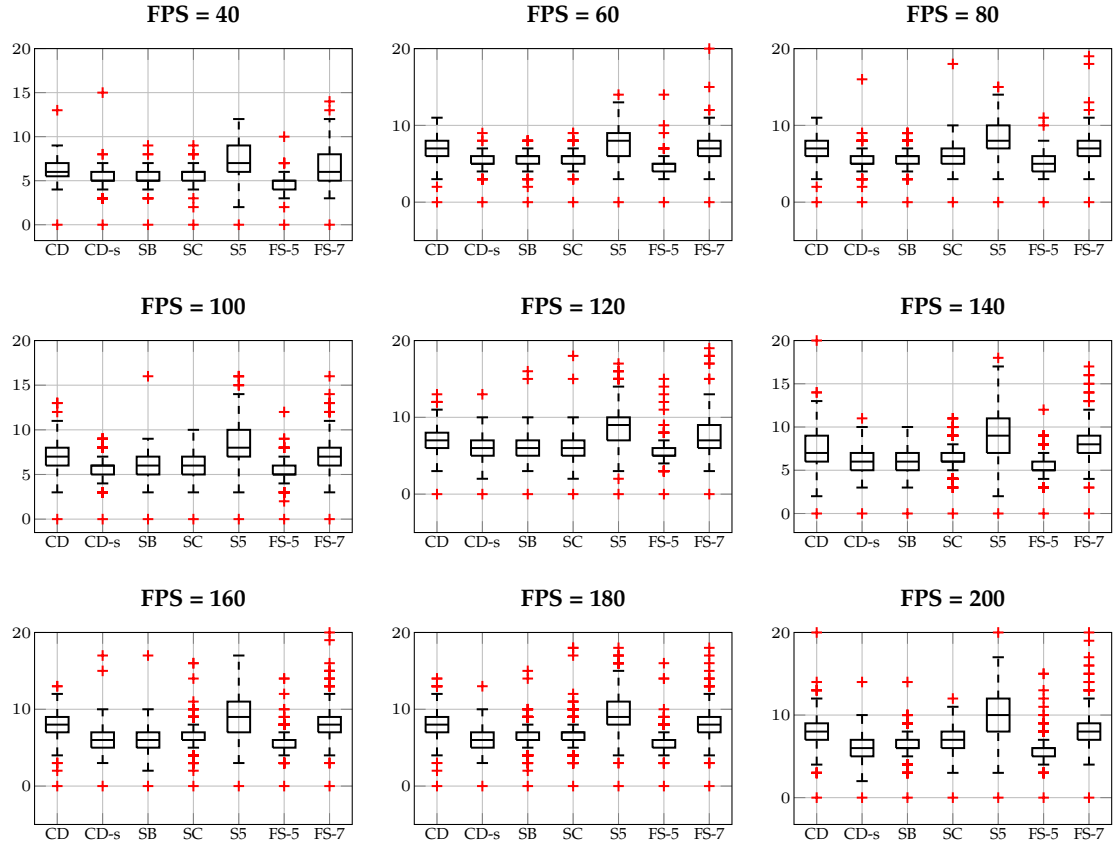 FPS = 40
FPS = 60
FPS = 80
20
15
10
5
0
CD CD-s SB SC S5 FS-5 FS-7
20
10
0
CD CD-s SB SC S5 FS-5 FS-7
20
10
0
CD CD-s SB SC S5 FS-5 FS-7
FPS = 100
FPS = 120
FPS = 140
20
15
10
5
0
CD CD-s SB SC S5 FS-5 FS-7
20
10
0
CD CD-s SB SC S5 FS-5 FS-7
20
15
10
5
0
CD CD-s SB SC S5 FS-5 FS-7
FPS = 160
FPS = 180
FPS = 200
20
10
0
CD CD-s SB SC S5 FS-5 FS-7
20
10
0
CD CD-s SB SC S5 FS-5 FS-7
20
10
0
CD CD-s SB SC S5 FS-5 FS-7